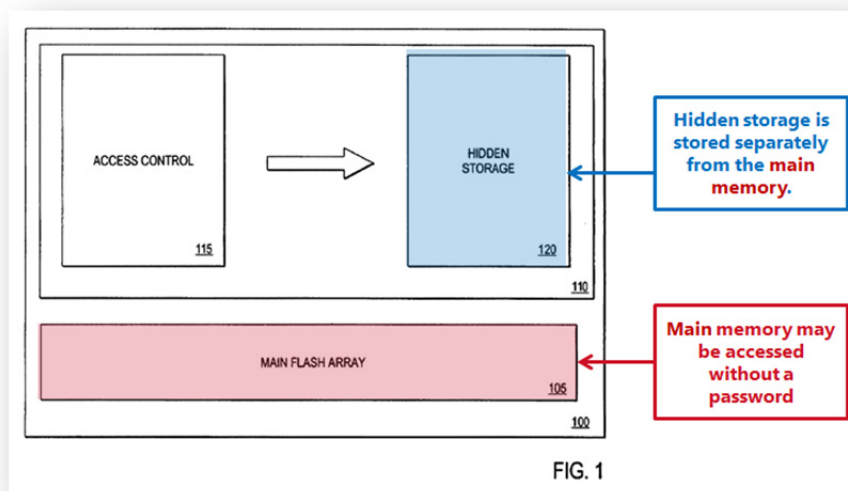 ACCESS CONTROL
115
HIDDEN
STORAGE
120
110
Hidden storage is
stored separately
from the main
memory.
MAIN FLASH ARRAY
105
100
Main memory may
be accessed
without a
password
FIG. 1